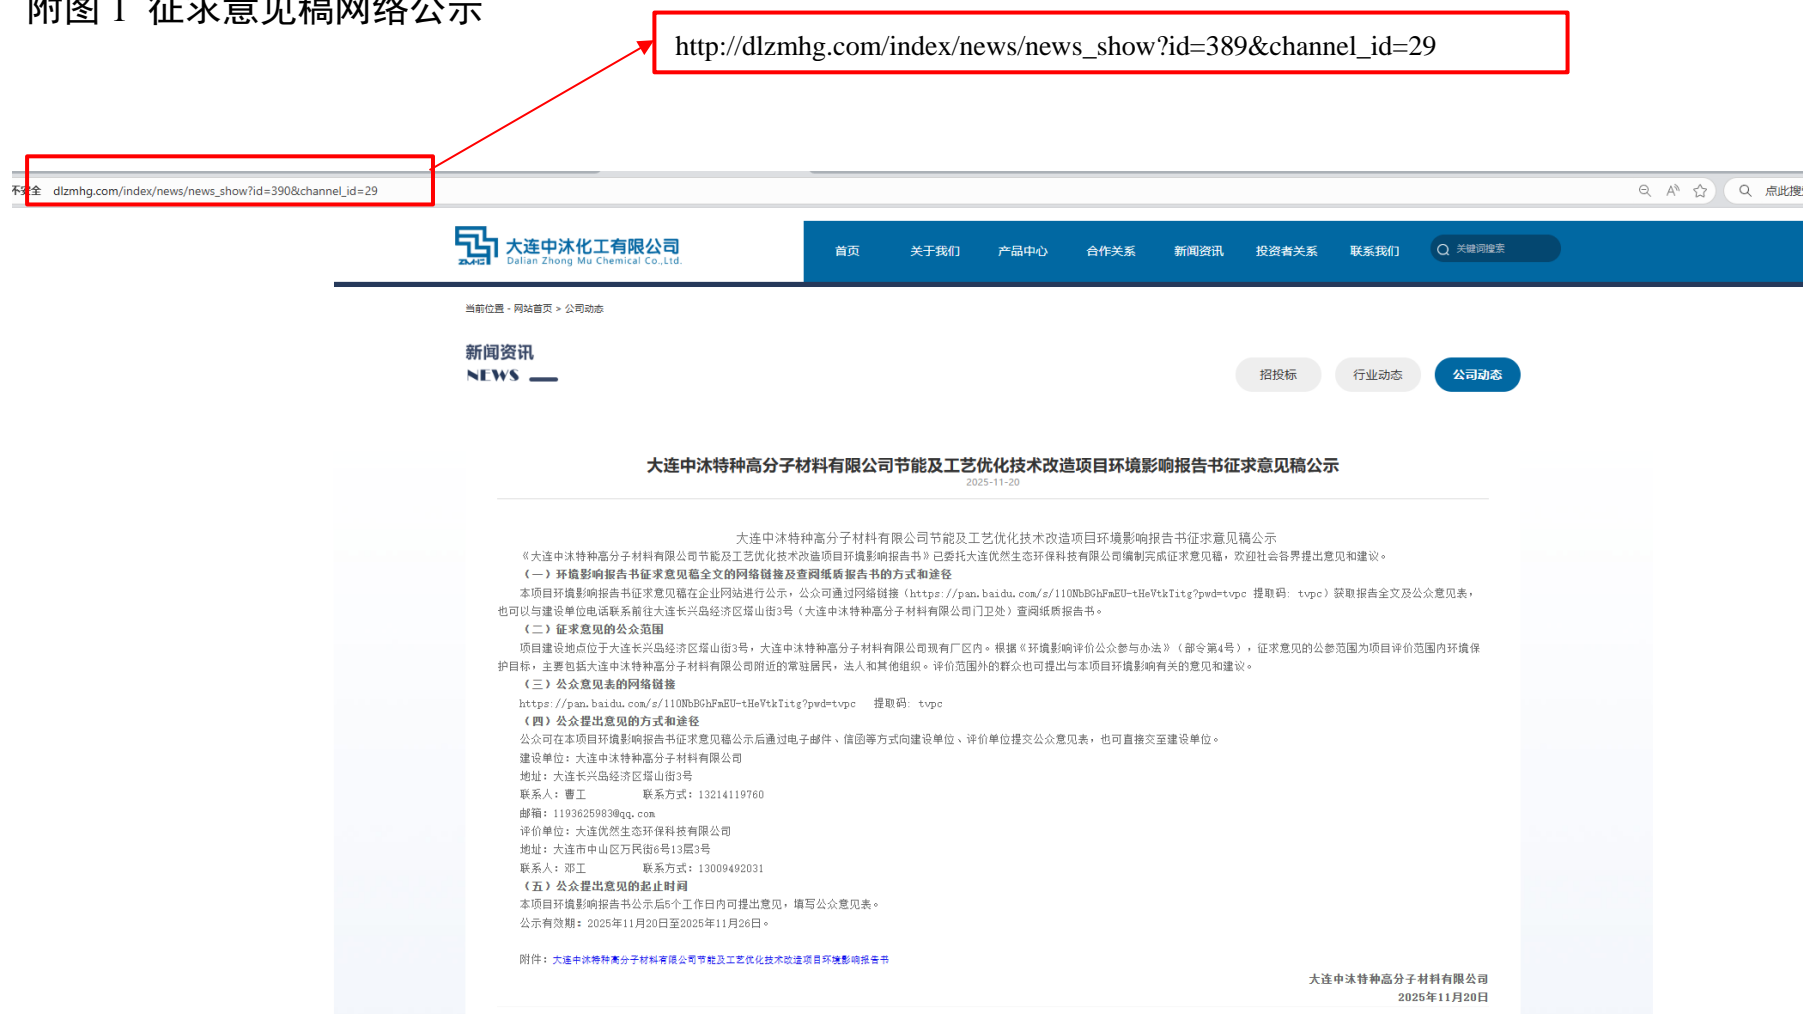 附图 1 征求意见稿网络公示
http://dlzmhg.com/index/news/news_show?id=389&channel_id=29
不安全 dlzmhg.com/index/news/news_show?id=390&channel_id=29
点此搜
ZMHG
大连中沐化工有限公司
Dalian Zhong Mu Chemical Co.,Ltd.
首页 关于我们 产品中心 合作关系 新闻资讯 投资者关系 联系我们 关键词搜索
当前位置 - 网站首页 > 公司动态
新闻资讯
NEWS
招投标 行业动态 公司动态
大连中沐特种高分子材料有限公司节能及工艺优化技术改造项目环境影响报告书征求意见稿公示
2025-11-20
大连中沐特种高分子材料有限公司节能及工艺优化技术改造项目环境影响报告书征求意见稿公示
《大连中沐特种高分子材料有限公司节能及工艺优化技术改造项目环境影响报告书》已委托大连优然生态环保科技有限公司编制完成征求意见稿，欢迎社会各界提出意见和建议。
（一）环境影响报告书征求意见稿全文的网络链接及查阅纸质报告书的方式和途径
本项目环境影响报告书征求意见稿在企业网站进行公示，公众可通过网络链接（https://pan.baidu.com/s/110NbBGhFmEU-tHeVtkTitg?pwd=tvpc 提取码: tvpc）获取报告全文及公众意见表，
也可以与建设单位电话联系前往大连长兴岛经济区塔山街3号（大连中沐特种高分子材料有限公司门卫处）查阅纸质报告书。
（二）征求意见的公众范围
项目建设地点位于大连长兴岛经济区塔山街3号，大连中沐特种高分子材料有限公司现有厂区内。根据《环境影响评价公众参与办法》（部令第4号），征求意见的公参范围为项目评价范围内环境保
护目标，主要包括大连中沐特种高分子材料有限公司附近的常驻居民，法人和其他组织。评价范围外的群众也可提出与本项目环境影响有关的意见和建议。
（三）公众意见表的网络链接
https://pan.baidu.com/s/110NbBGhFmEU-tHeVtkTitg?pwd=tvpc 提取码: tvpc
（四）公众提出意见的方式和途径
公众可在本项目环境影响报告书征求意见稿公示后通过电子邮件、信函等方式向建设单位、评价单位提交公众意见表，也可直接交至建设单位。
建设单位：大连中沐特种高分子材料有限公司
地址：大连长兴岛经济区塔山街3号
联系人：曹工 联系方式：13214119760
邮箱：1193625983@qq.com
评价单位：大连优然生态环保科技有限公司
地址：大连市中山区万民街6号13层3号
联系人：邓工 联系方式：13009492031
（五）公众提出意见的起止时间
本项目环境影响报告书公示后5个工作日内可提出意见，填写公众意见表。
公示有效期：2025年11月20日至2025年11月26日。
附件：大连中沐特种高分子材料有限公司节能及工艺优化技术改造项目环境影响报告书
大连中沐特种高分子材料有限公司
2025年11月20日